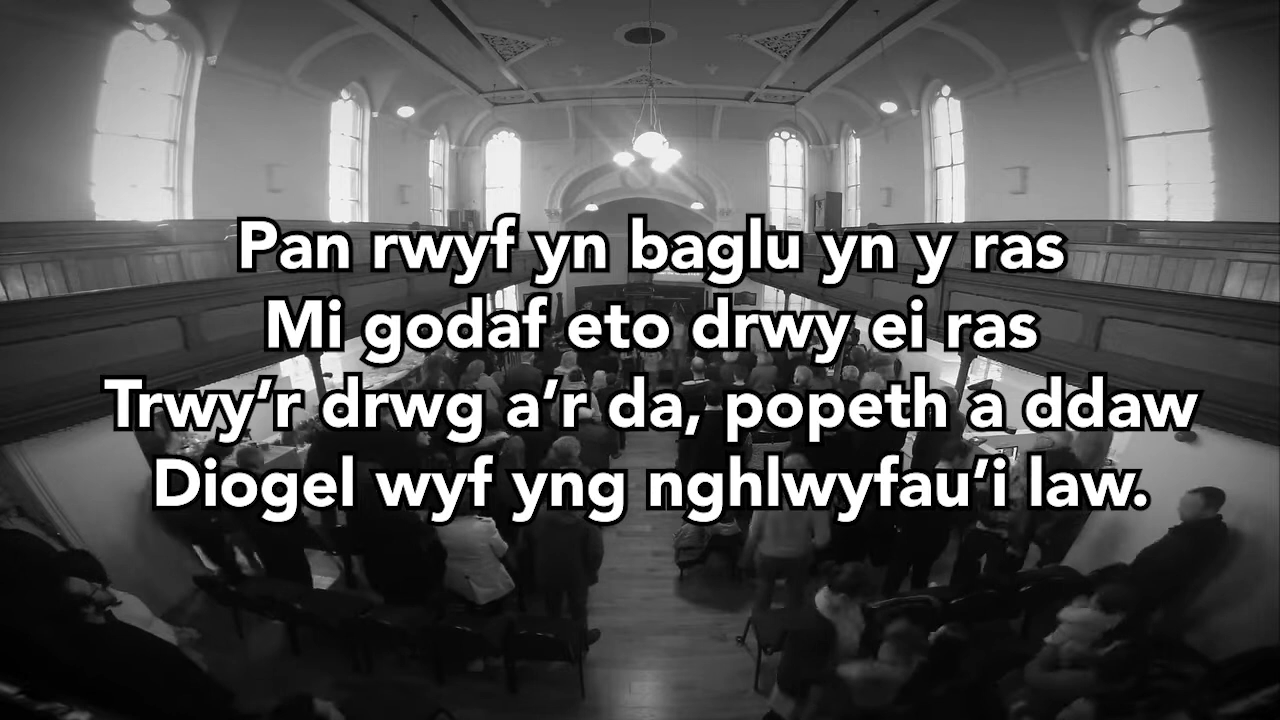 Pan rwyf yn baglu yn y ras
Mi godaf eto drwy ei ras
Trwy’r drwg a’r da, popeth a ddaw
Diogel wyf yng nghlwyfau’i law.